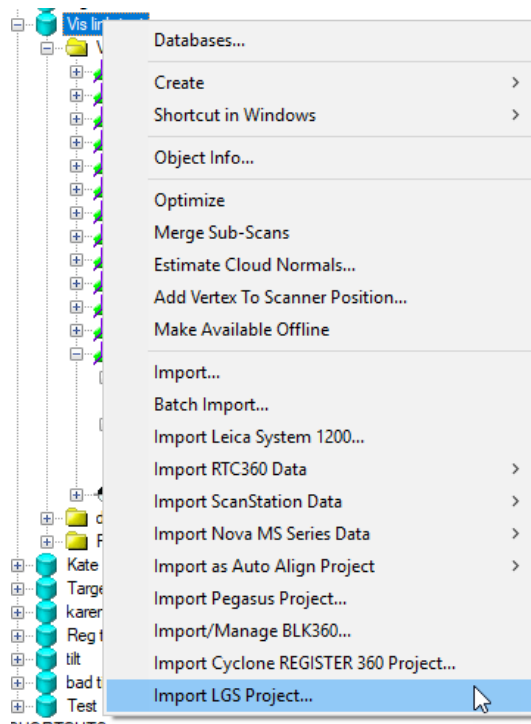 Vis
Databases...
Create
Shortcut in Windows
Object Info...
Optimize
Merge Sub-Scans
Estimate Cloud Normals...
Add Vertex To Scanner Position...
Make Available Offline
Import...
Batch Import...
Import Leica System 1200...
Import RTC360 Data
Import ScanStation Data
Import Nova MS Series Data
Import as Auto Align Project
Import Pegasus Project...
Import/Manage BLK360...
Import Cyclone REGISTER 360 Project...
Import LGS Project...
Kate
karen
Reg
tilt
bad
Test